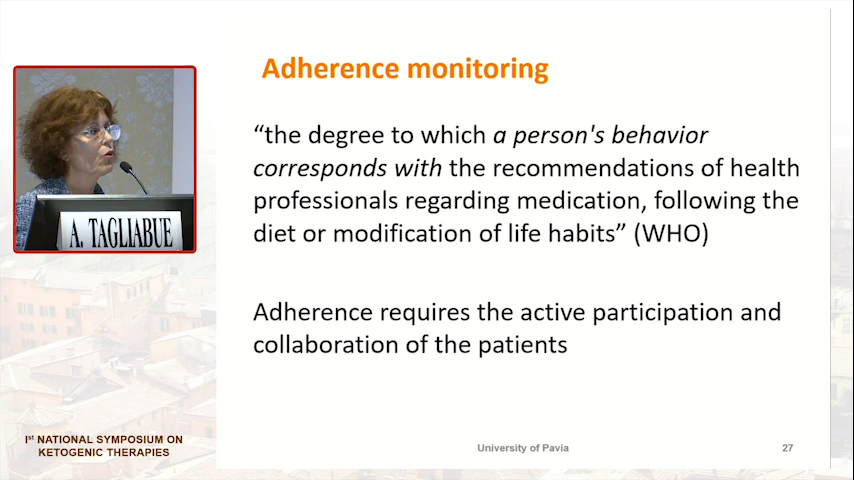 Adherence monitoring
“the degree to which a person's behavior
corresponds with the recommendations of health
professionals regarding medication, following the
diet or modification of life habits” (WHO)
Adherence requires the active participation and
collaboration of the patients
A. TAGLIABUE
Ist NATIONAL SYMPOSIUM ON
KETOGENIC THERAPIES
University of Pavia
27